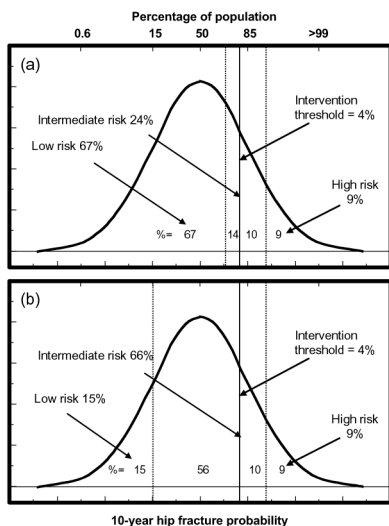 Percentage of population
0.6 15 50 85 >99
(a)
Intermediate risk 24%
Low risk 67%
Intervention
threshold = 4%
High risk
9%
%= 67 14 10 9
(b)
Intermediate risk 66%
Low risk 15%
Intervention
threshold = 4%
High risk
9%
%= 15 56 10 9
10-year hip fracture probability